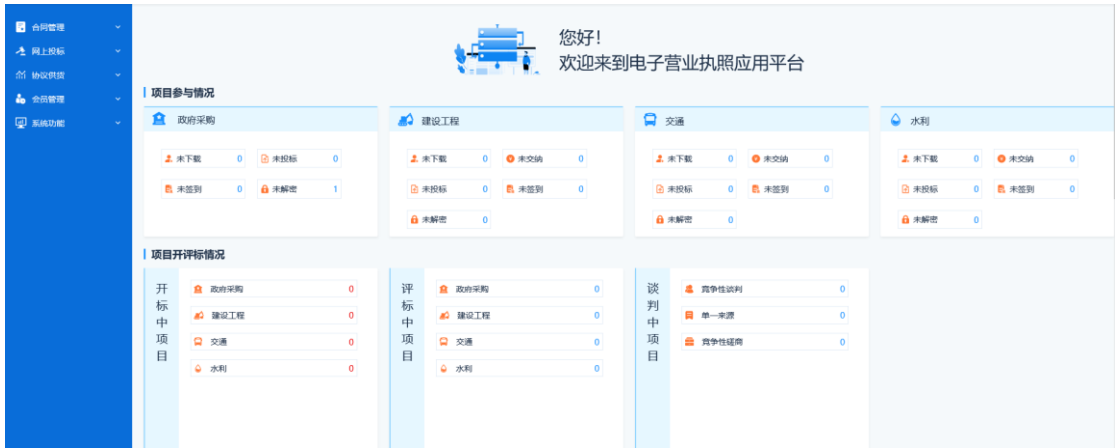 合同管理
网上投标
协议供货
会员管理
系统功能
您好!
欢迎来到电子营业执照应用平台
项目参与情况
政府采购
未下载 0 未投标 0
未签到 0 未解密 1
建设工程
未下载 0 未交纳 0
未投标 0 未签到 0
未解密 0
交通
未下载 0 未交纳 0
未投标 0 未签到 0
未解密 0
水利
未下载 0 未交纳 0
未投标 0 未签到 0
未解密 0
项目开评标情况
开标中项目
政府采购 0
建设工程 0
交通 0
水利 0
评标中项目
政府采购 0
建设工程 0
交通 0
水利 0
谈判中项目
竞争性谈判 0
单一来源 0
竞争性磋商 0